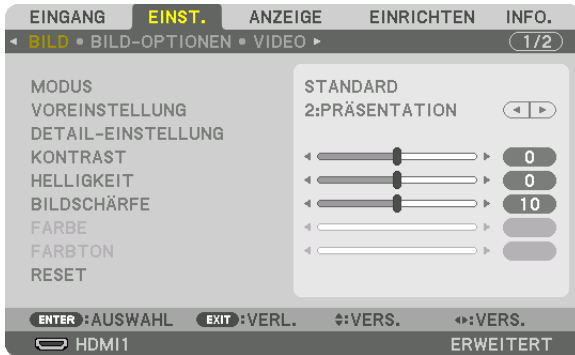 EINGANG EINST. ANZEIGE EINRICHTEN INFO.
◂ BILD • BILD-OPTIONEN • VIDEO ▸ 1/2
MODUS STANDARD
VOREINSTELLUNG 2:PRÄSENTATION
DETAIL-EINSTELLUNG
KONTRAST 0
HELLIGKEIT 0
BILDSCHÄRFE 10
FARBE
FARBTON
RESET
ENTER :AUSWAHL EXIT :VERL. :VERS. :VERS.
HDMI1 ERWEITERT